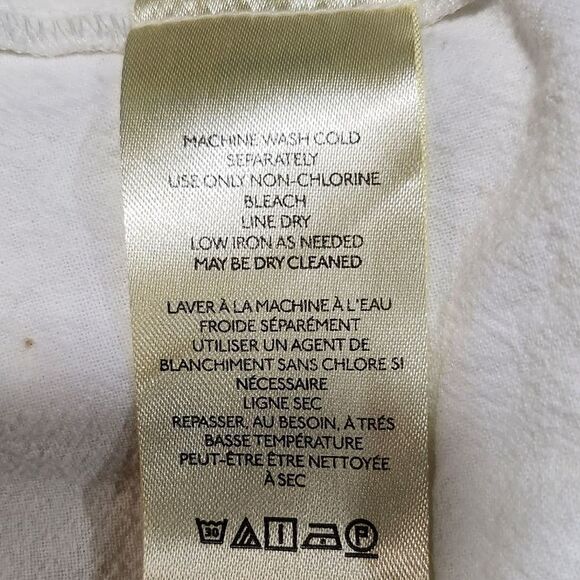 MACHINE WASH COLD
SEPARATELY
USE ONLY NON-CHLORINE
BLEACH
LINE DRY
LOW IRON AS NEEDED
MAY BE DRY CLEANED
LAVER À LA MACHINE À L'EAU
FROIDE SÉPARÉMENT
UTILISER UN AGENT DE
BLANCHIMENT SANS CHLORE SI
NÉCESSAIRE
LIGNE SEC
REPASSER, AU BESOIN, À TRÉS
BASSE TEMPÉRATURE
PEUT-ÊTRE ÊTRE NETTOYÉE
À SEC
30 P